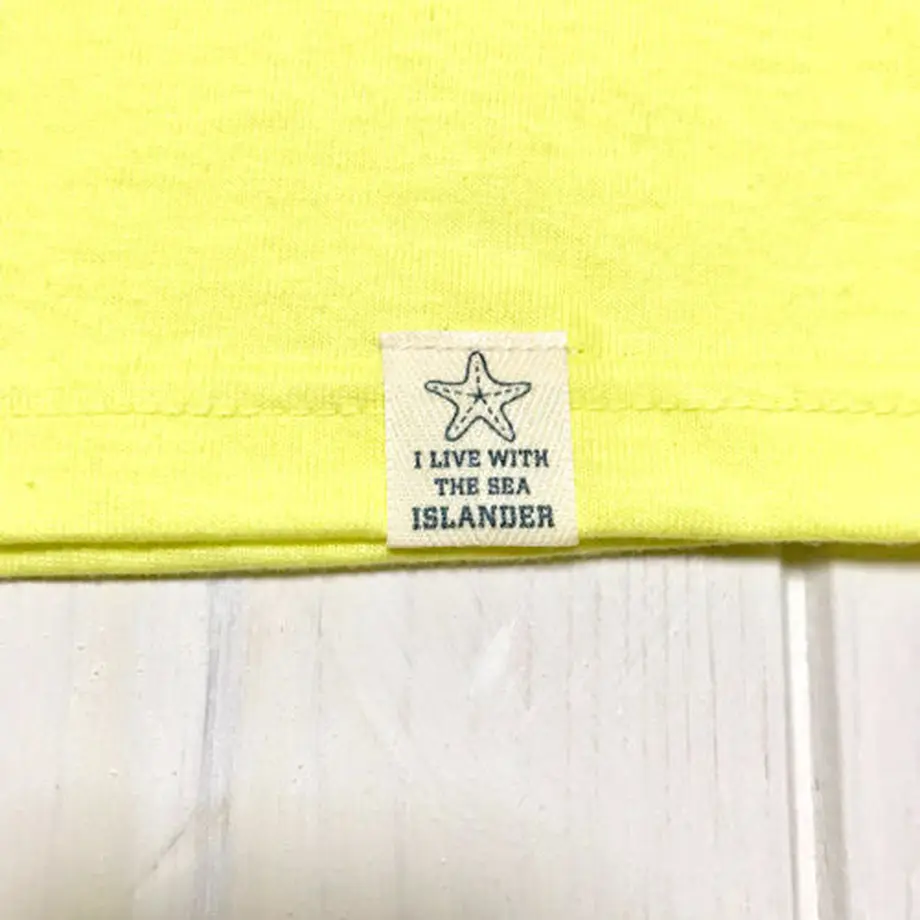 I LIVE WITH
THE SEA
ISLANDER